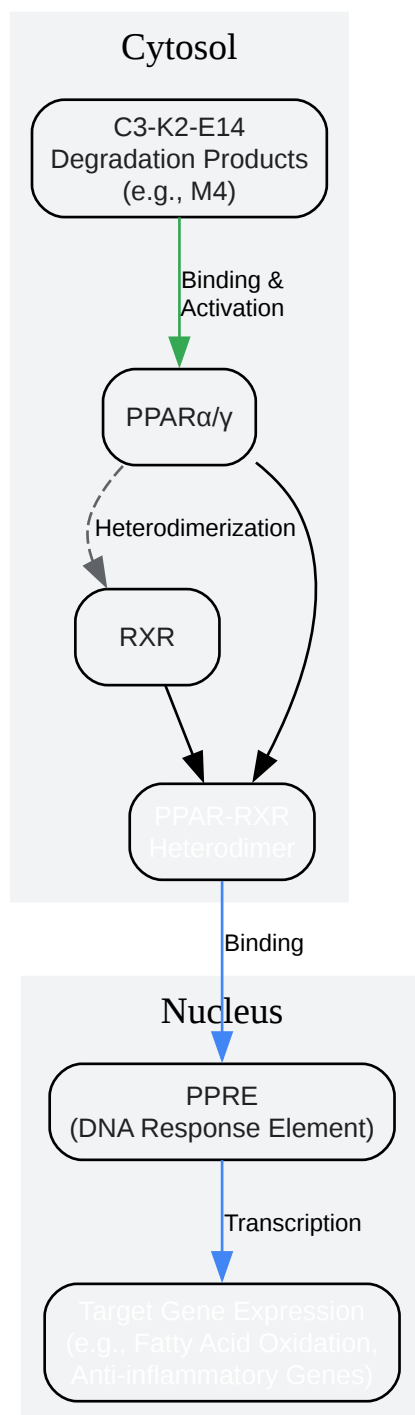 Cytosol
C3-K2-E14
Degradation Products
(e.g., M4)
Binding &
Activation
PPARα/γ
Heterodimerization
RXR
PPAR-RXR
Heterodimer
Binding
Nucleus
PPRE
(DNA Response Element)
Transcription
Target Gene Expression
(e.g., Fatty Acid Oxidation,
Anti-inflammatory Genes)